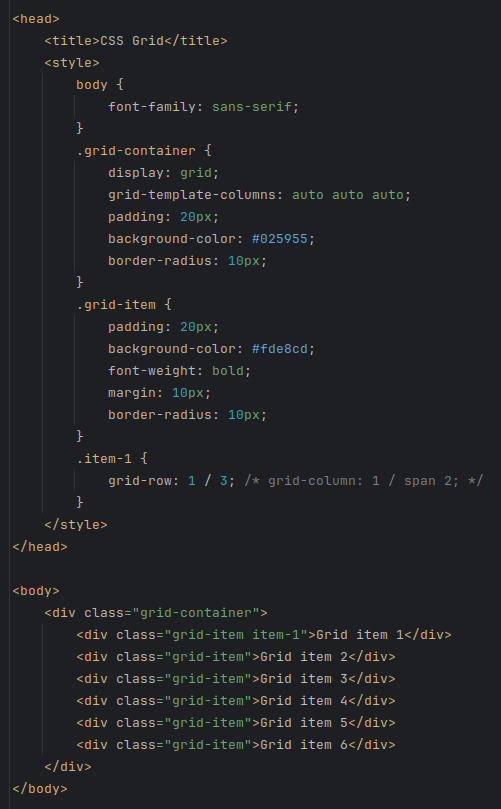 <head>
    <title>CSS Grid</title>
    <style>
        body {
            font-family: sans-serif;
        }
        .grid-container {
            display: grid;
            grid-template-columns: auto auto auto;
            padding: 20px;
            background-color: #025955;
            border-radius: 10px;
        }
        .grid-item {
            padding: 20px;
            background-color: #fde8cd;
            font-weight: bold;
            margin: 10px;
            border-radius: 10px;
        }
        .item-1 {
            grid-row: 1 / 3; /* grid-column: 1 / span 2; */
        }
    </style>
</head>

<body>
    <div class="grid-container">
        <div class="grid-item item-1">Grid item 1</div>
        <div class="grid-item">Grid item 2</div>
        <div class="grid-item">Grid item 3</div>
        <div class="grid-item">Grid item 4</div>
        <div class="grid-item">Grid item 5</div>
        <div class="grid-item">Grid item 6</div>
    </div>
</body>